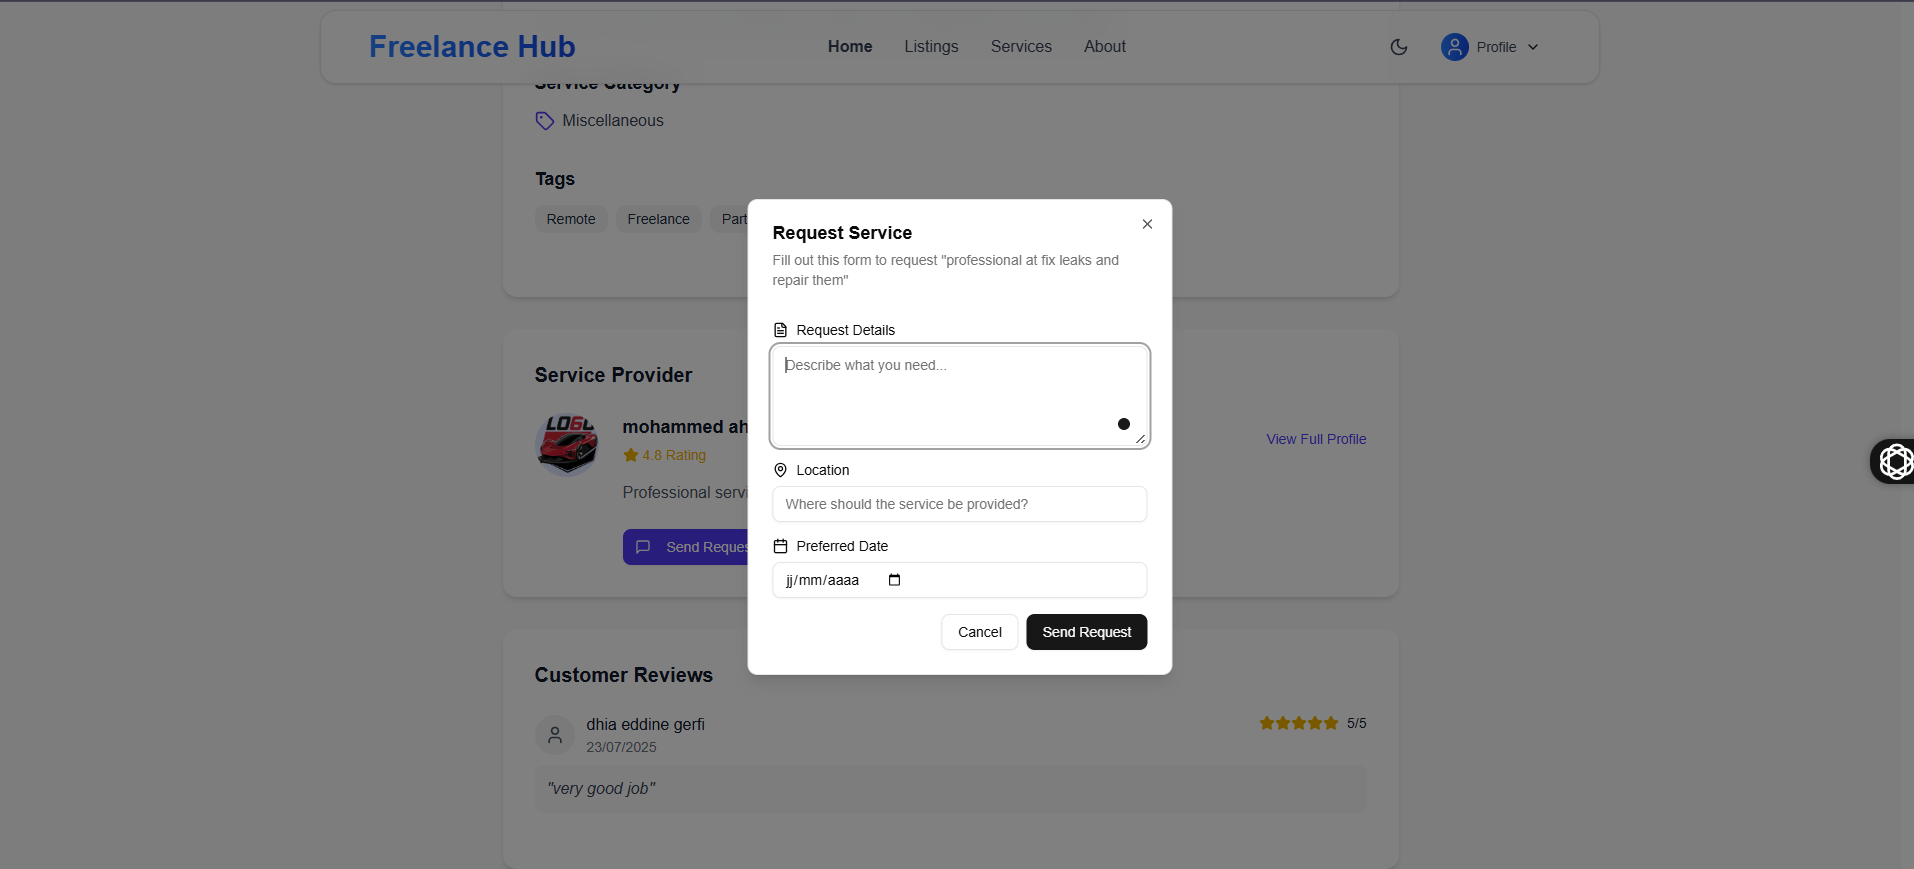 Freelance Hub
Home Listings Services About
Profile
Service Category
Miscellaneous
Tags
Remote Freelance Part
Request Service
Fill out this form to request "professional at fix leaks and
repair them"
Request Details
Describe what you need...
Location
Where should the service be provided?
Preferred Date
jj/mm/aaaa
Cancel Send Request
Service Provider
LOGO
mohammed ah
4.8 Rating
Professional servi
Send Reques
View Full Profile
Customer Reviews
dhia eddine gerfi
23/07/2025
5/5
"very good job"